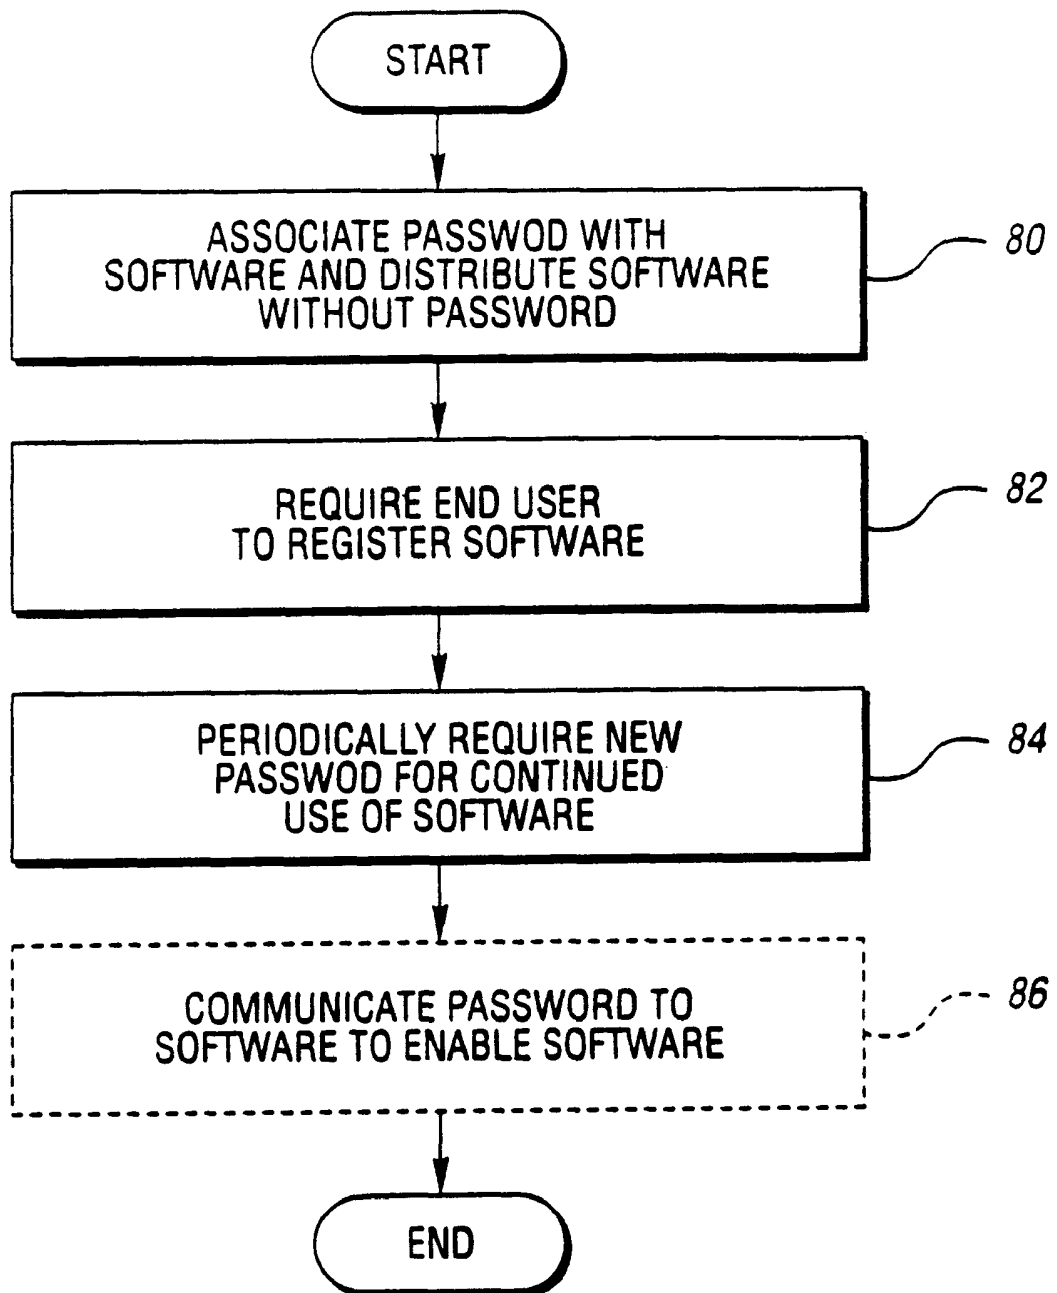 START
ASSOCIATE PASSWOD WITH
SOFTWARE AND DISTRIBUTE SOFTWARE
WITHOUT PASSWORD
80
REQUIRE END USER
TO REGISTER SOFTWARE
82
PERIODICALLY REQUIRE NEW
PASSWOD FOR CONTINUED
USE OF SOFTWARE
84
COMMUNICATE PASSWORD TO
SOFTWARE TO ENABLE SOFTWARE
86
END